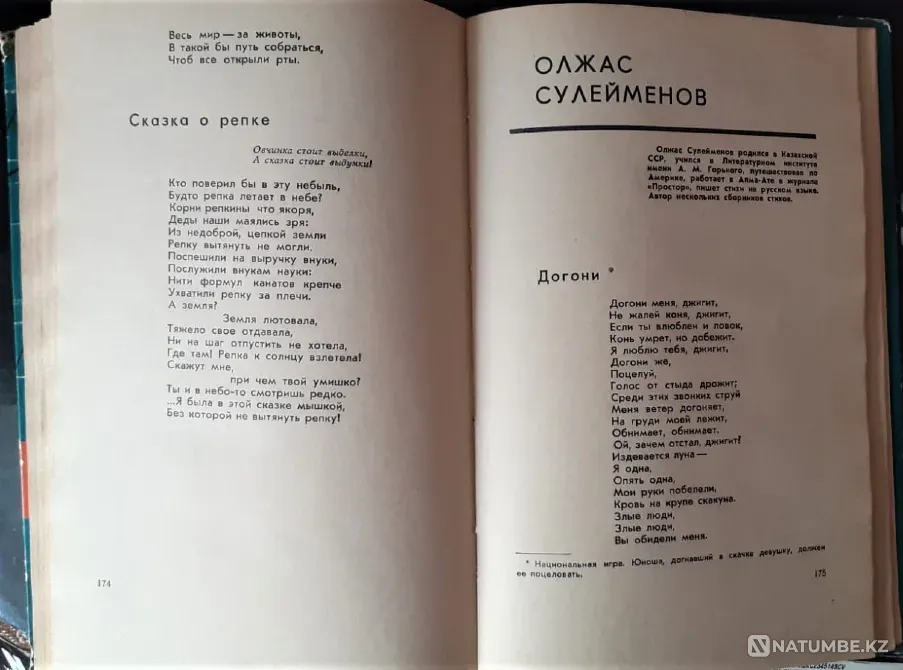 Весь мир — за животы,
В такой бы путь собраться,
Чтоб все открыли рты.
Сказка о репке
Овчинка стоит выделки,
А сказка стоит выдумки!
Кто поверил бы в эту небыль,
Будто репка летает в небе?
Корни репкины что якоря,
Деды наши маялись зря:
Из недоброй, цепкой земли
Репку вытянуть не могли.
Поспешили на выручку внуки,
Послужили внукам науки:
Нити формул канатов крепче
Ухватили репку за плечи.
А земля?
Земля лютовала,
Тяжело свое отдавала,
Ни на шаг отпустить не хотела,
Где там! Репка к солнцу взлетела!
Скажут мне,
при чем твой умишко?
Ты и в небо-то смотришь редко.
...Я была в этой сказке мышкой,
Без которой не вытянуть репку!
174
ОЛЖАС
СУЛЕЙМЕНОВ
Олжас Сулейменов родился в Казахской
ССР, учился в Литературном институте
имени А. М. Горького, путешествовал по
Америке, работает в Алма-Ате в журнале
«Простор», пишет стихи на русском языке.
Автор нескольких сборников стихов.
Догони *
Догони меня, джигит,
Не жалей коня, джигит,
Если ты влюблен и ловок,
Конь умрет, но добежит.
Я люблю тебя, джигит,
Догони же,
Поцелуй,
Голос от стыда дрожит;
Среди этих звонких струй
Меня ветер догоняет,
На груди моей лежит,
Обнимает, обнимает.
Ой, зачем отстал, джигит?
Издевается луна —
Я одна,
Опять одна,
Мои руки побелели,
Кровь на крупе скакуна.
Злые люди,
Злые люди,
Вы обидели меня.
* Национальная игра. Юноша, догнавший в скачке девушку, должен
ее поцеловать.
175
NATUMBE.KZ